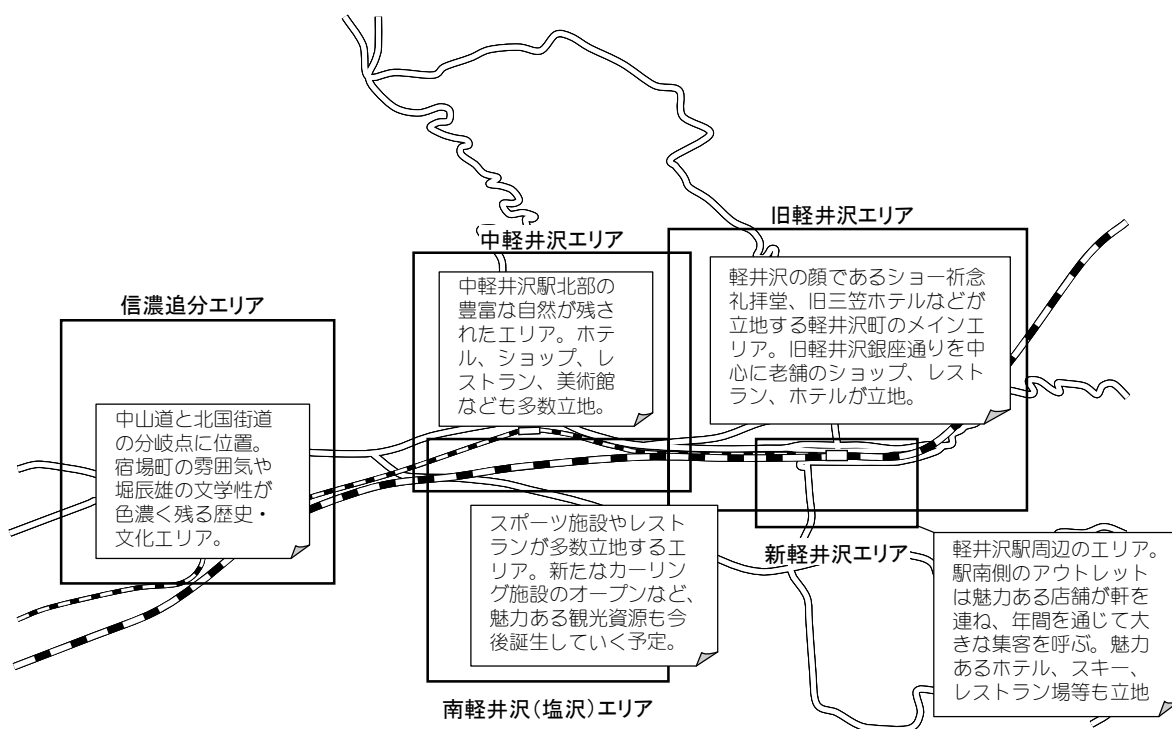 旧軽井沢エリア
軽井沢の顔であるショー祈念
礼拝堂、旧三笠ホテルなどが
立地する軽井沢町のメインエ
リア。旧軽井沢銀座通りを中
心に老舗のショップ、レスト
ラン、ホテルが立地。
中軽井沢エリア
中軽井沢駅北部の
豊富な自然が残さ
れたエリア。ホテ
ル、ショップ、レ
ストラン、美術館
なども多数立地。
信濃追分エリア
中山道と北国街道
の分岐点に位置。
宿場町の雰囲気や
堀辰雄の文学性が
色濃く残る歴史・
文化エリア。
スポーツ施設やレスト
ランが多数立地するエ
リア。新たなカーリン
グ施設のオープンなど、
魅力ある観光資源も今
後誕生していく予定。
南軽井沢(塩沢)エリア
新軽井沢エリア
軽井沢駅周辺のエリア。
駅南側のアウトレット
は魅力ある店舗が軒を
連ね、年間を通じて大
きな集客を呼ぶ。魅力
あるホテル、スキー、
レストラン場等も立地